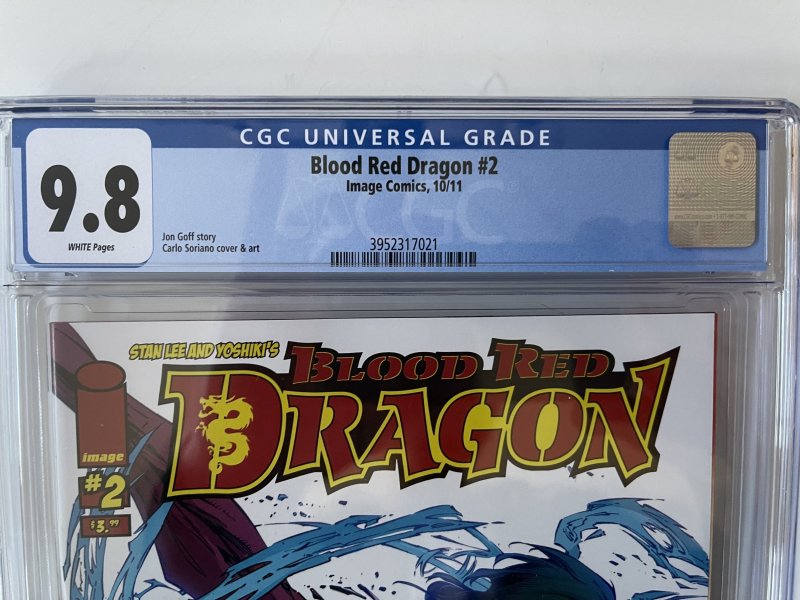 CGC UNIVERSAL GRADE
9.8
WHITE Pages
Blood Red Dragon #2
Image Comics, 10/11
Jon Goff story
Carlo Soriano cover & art
CGC
3952317021
STAN LEE AND YOSHIKI'S
BLOOD RED
DRAGON
image
#2
$3.99